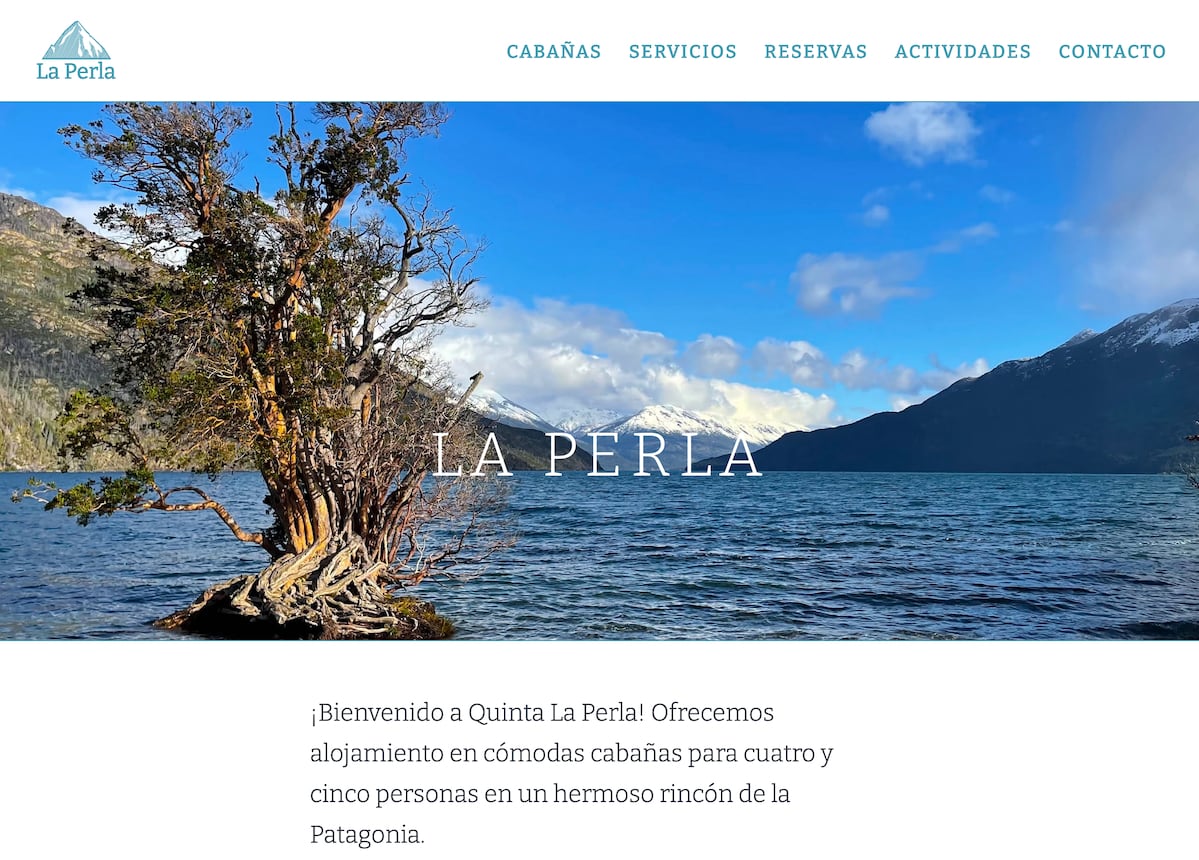 La Perla
CABAÑAS SERVICIOS RESERVAS ACTIVIDADES CONTACTO
LA PERLA
¡Bienvenido a Quinta La Perla! Ofrecemos
alojamiento en cómodas cabañas para cuatro y
cinco personas en un hermoso rincón de la
Patagonia.